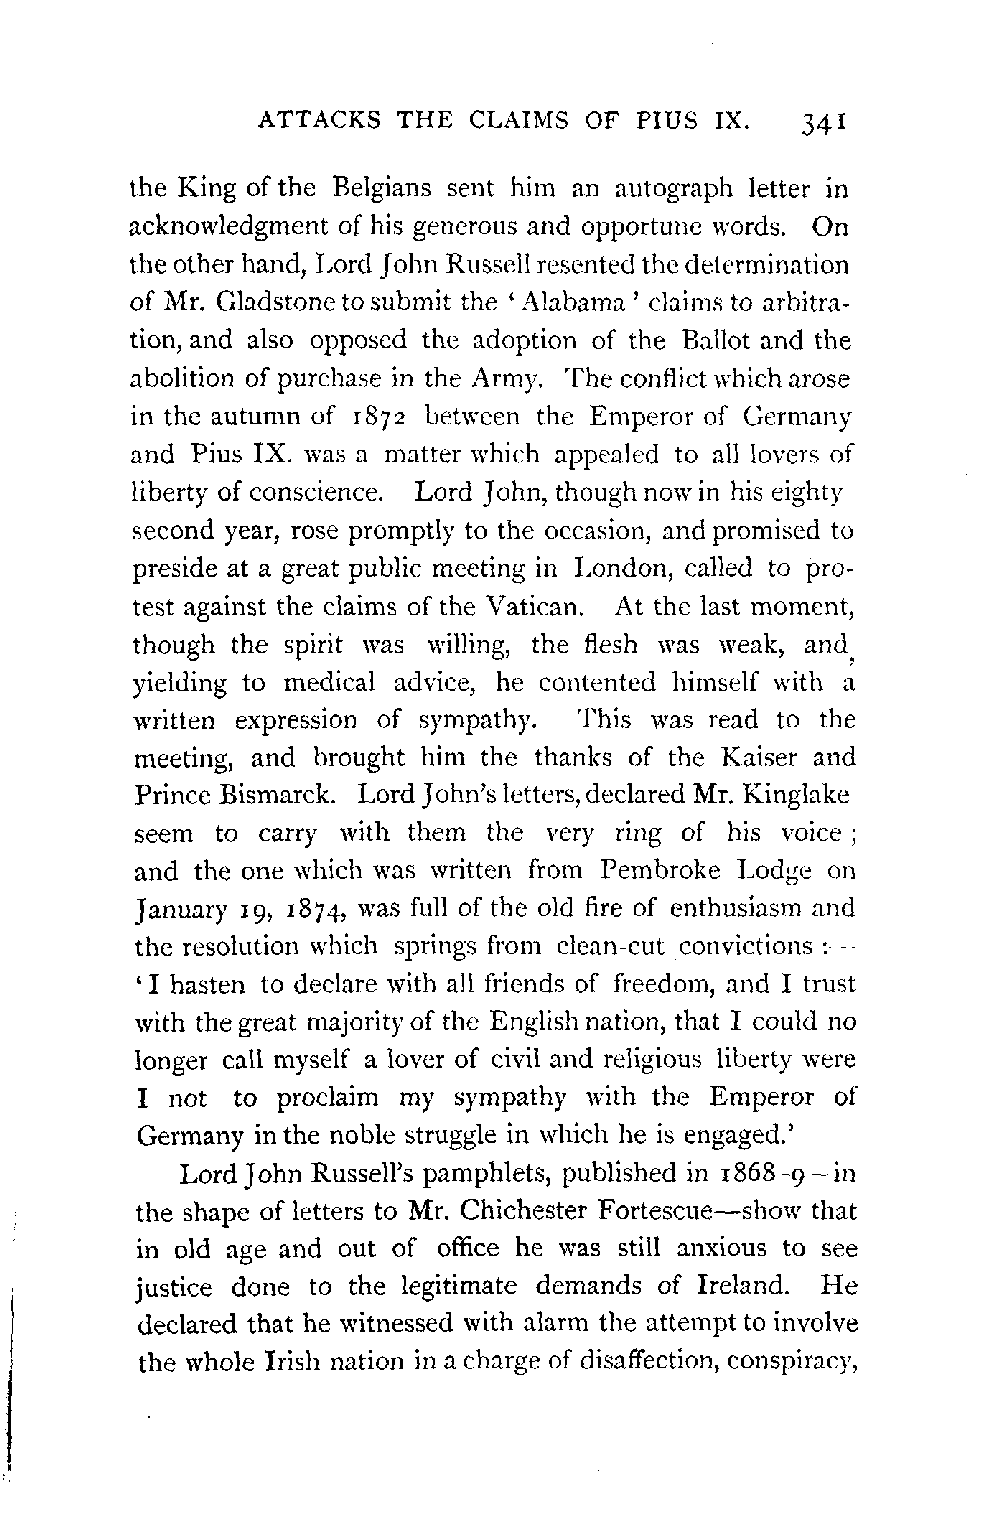 ATTACKS THE CLAIMS OF PIUS IX. 341
the King of the Belgians sent him an autograph letter in
acknowledgment of his generous and opportune words. On
the other hand, Lord John Russell resented the determination
of Mr. Gladstone to submit the ‘ Alabama ’ claims to arbitra-
tion, and also opposed the adoption of the Ballot and the
abolition of purchase in the Army. The conflict which arose
in the autumn of 1872 between the Emperor of Germany
and Pius IX. was a matter which appealed to all lovers of
liberty of conscience. Lord John, though now in his eighty
second year, rose promptly to the occasion, and promised to
preside at a great public meeting in London, called to pro-
test against the claims of the Vatican. At the last moment,
though the spirit was willing, the flesh was weak, and,
yielding to medical advice, he contented himself with a
written expression of sympathy. This was read to the
meeting, and brought him the thanks of the Kaiser and
Prince Bismarck. Lord John’s letters, declared Mr. Kinglake
seem to carry with them the very ring of his voice ;
and the one which was written from Pembroke Lodge on
January 19, 1874, was full of the old fire of enthusiasm and
the resolution which springs from clean-cut convictions :--
‘ I hasten to declare with all friends of freedom, and I trust
with the great majority of the English nation, that I could no
longer call myself a lover of civil and religious liberty were
I not to proclaim my sympathy with the Emperor of
Germany in the noble struggle in which he is engaged.’
Lord John Russell’s pamphlets, published in 1868-9–in
the shape of letters to Mr. Chichester Fortescue—show that
in old age and out of office he was still anxious to see
justice done to the legitimate demands of Ireland. He
declared that he witnessed with alarm the attempt to involve
the whole Irish nation in a charge of disaffection, conspiracy,